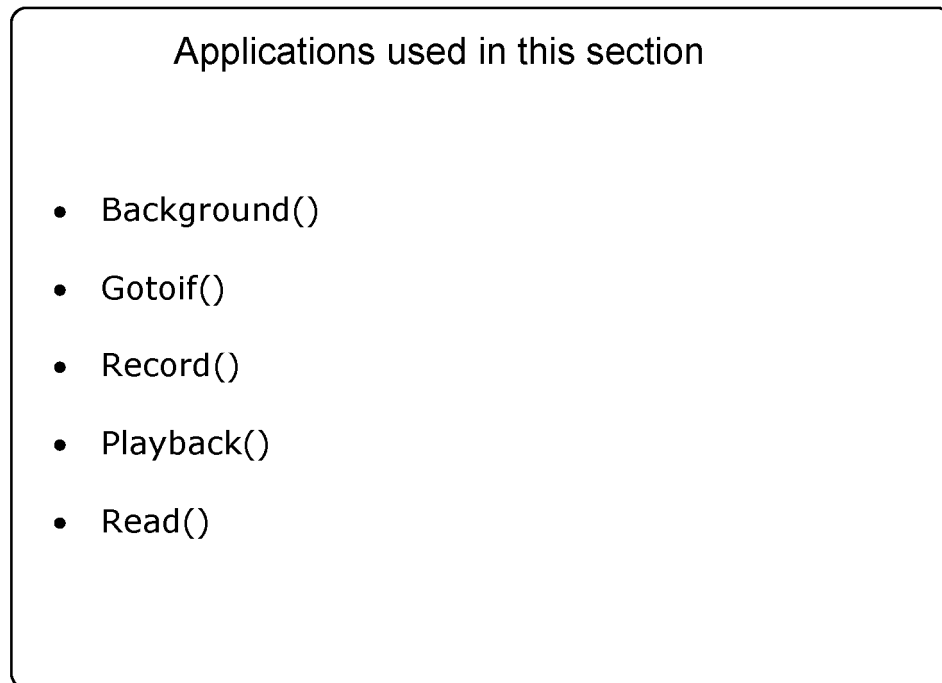 Applications used in this section
• Background()
• Gotoif()
• Record()
• Playback()
• Read()